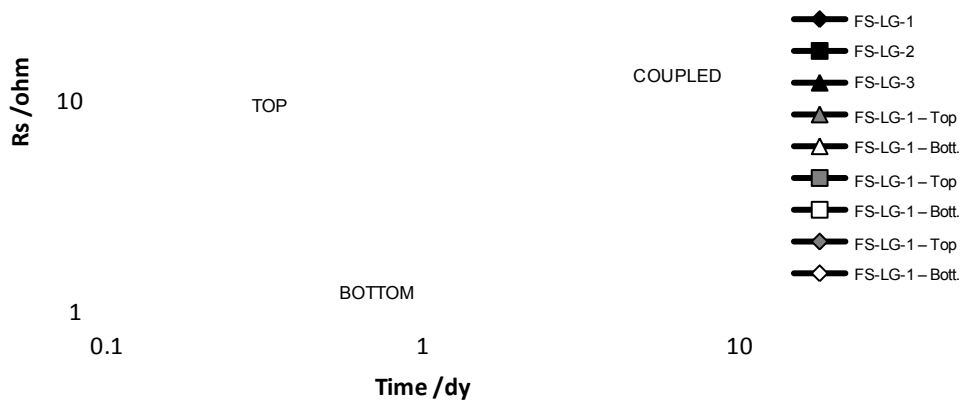 Rs /ohm
10
1
TOP
COUPLED
BOTTOM
0.1
1
10
Time /dy
FS-LG-1
FS-LG-2
FS-LG-3
FS-LG-1 – Top
FS-LG-1 – Bott.
FS-LG-1 – Top
FS-LG-1 – Bott.
FS-LG-1 – Top
FS-LG-1 – Bott.